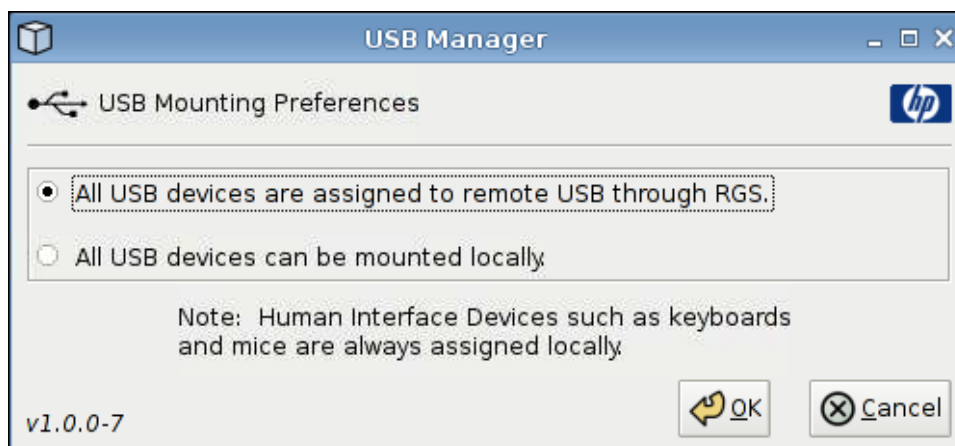 USB Manager
USB Mounting Preferences
hp
All USB devices are assigned to remote USB through RGS.
All USB devices can be mounted locally.
Note: Human Interface Devices such as keyboards
and mice are always assigned locally.
v1.0.0-7
OK
Cancel